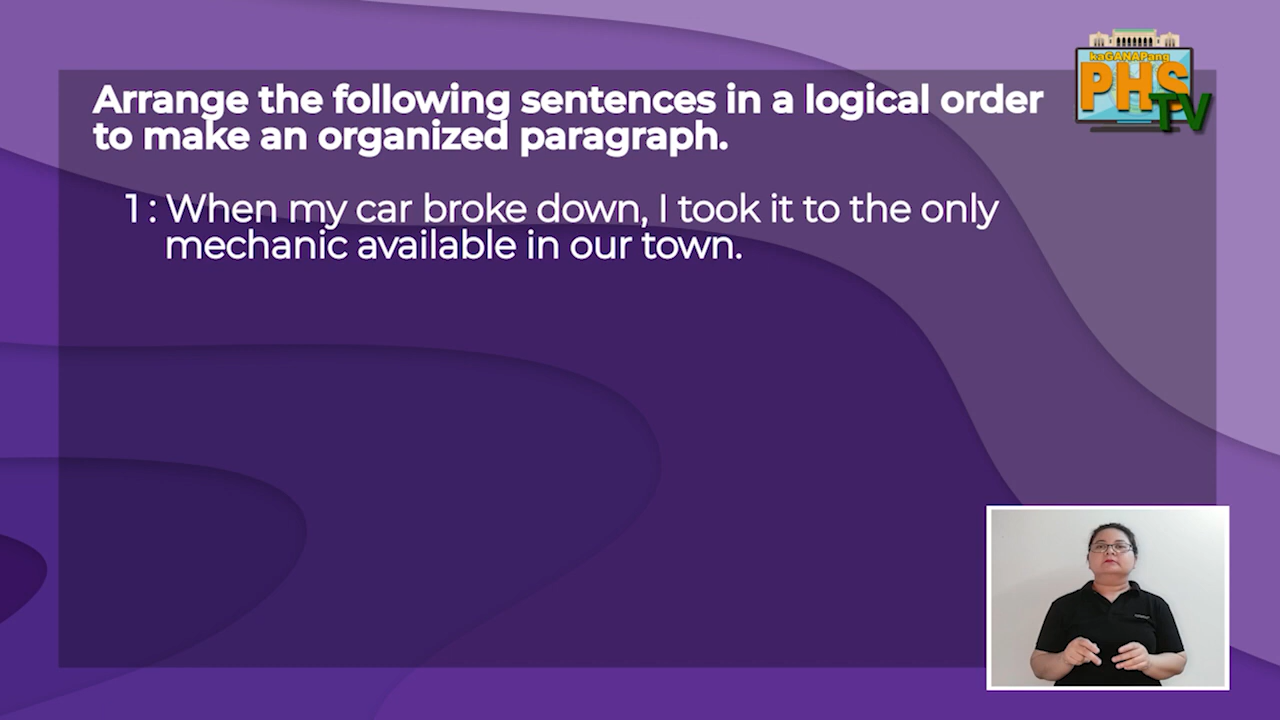 kaGANAPang
PHS
TV
Arrange the following sentences in a logical order
to make an organized paragraph.
1 : When my car broke down, I took it to the only
mechanic available in our town.